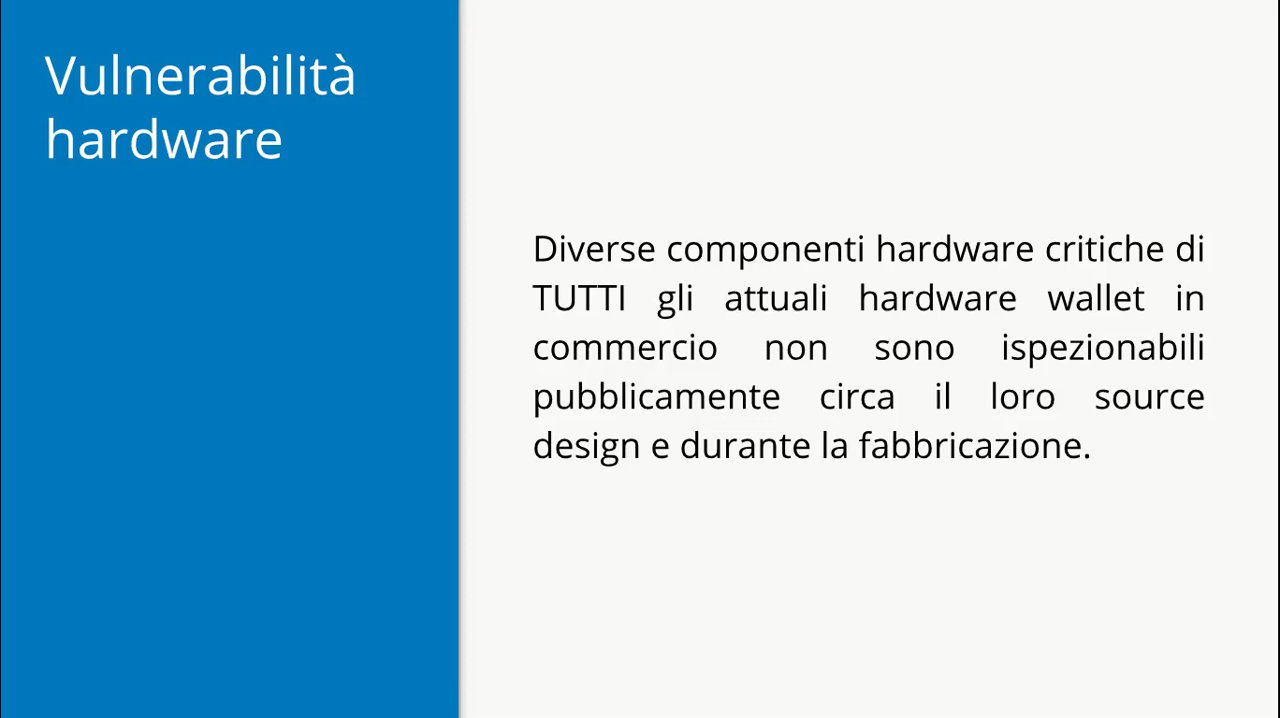 Vulnerabilità
hardware
Diverse componenti hardware critiche di
TUTTI gli attuali hardware wallet in
commercio non sono ispezionabili
pubblicamente circa il loro source
design e durante la fabbricazione.